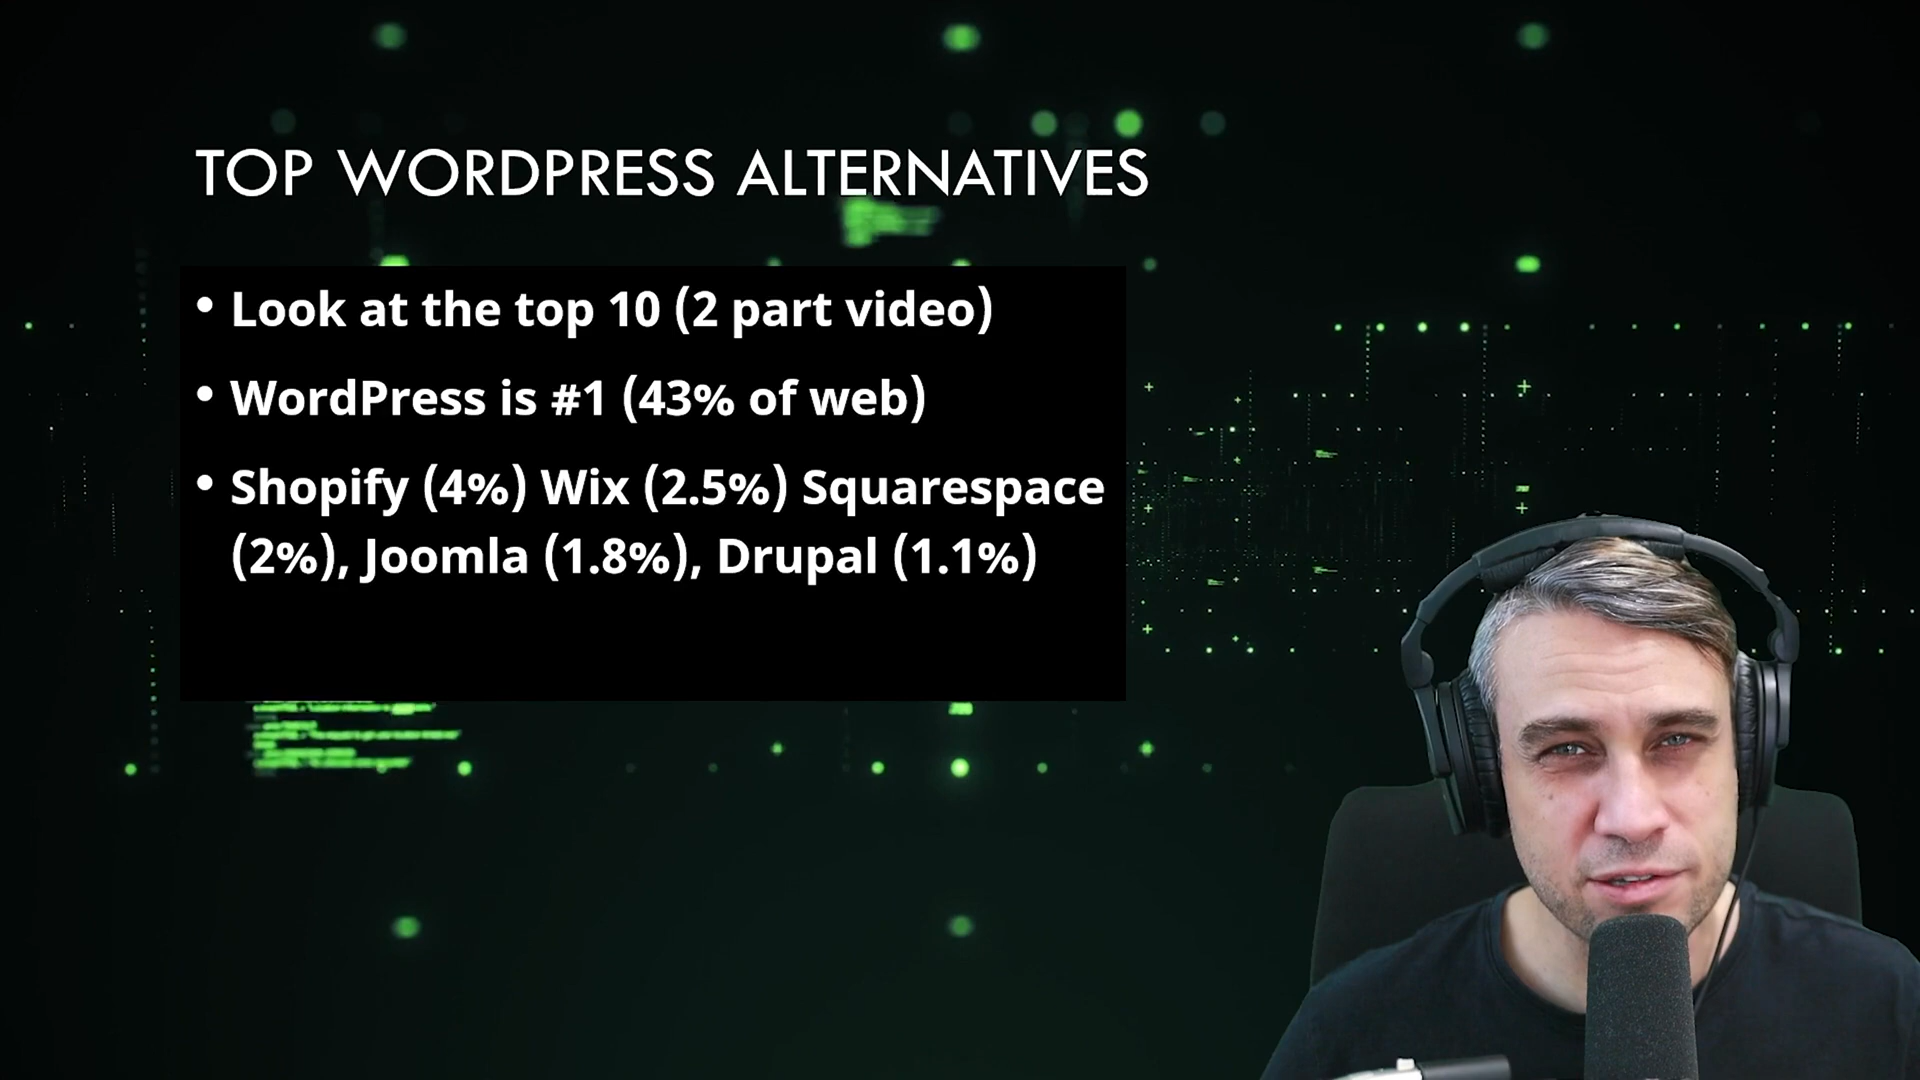 TOP WORDPRESS ALTERNATIVES
• Look at the top 10 (2 part video)
• WordPress is #1 (43% of web)
• Shopify (4%) Wix (2.5%) Squarespace
(2%), Joomla (1.8%), Drupal (1.1%)